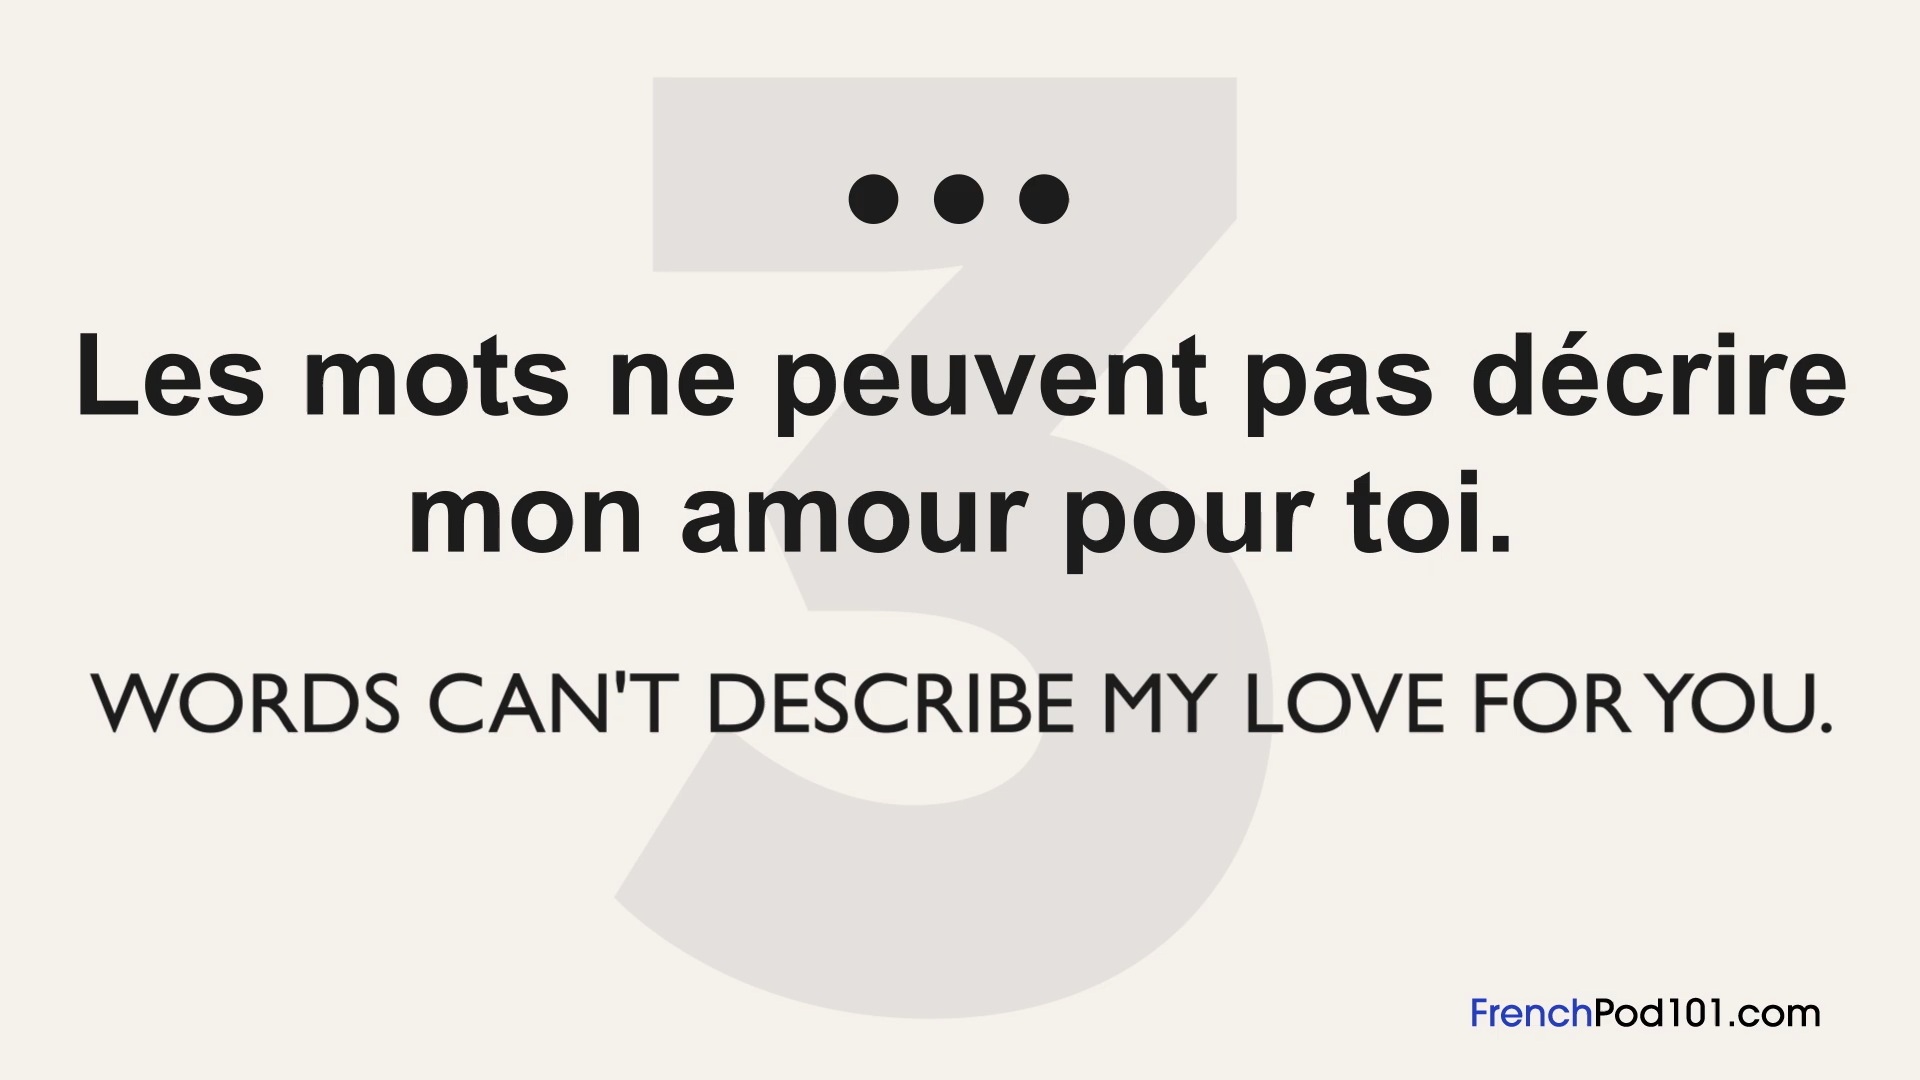 3
•••
Les mots ne peuvent pas décrire
mon amour pour toi.
WORDS CAN'T DESCRIBE MY LOVE FOR YOU.
FrenchPod101.com